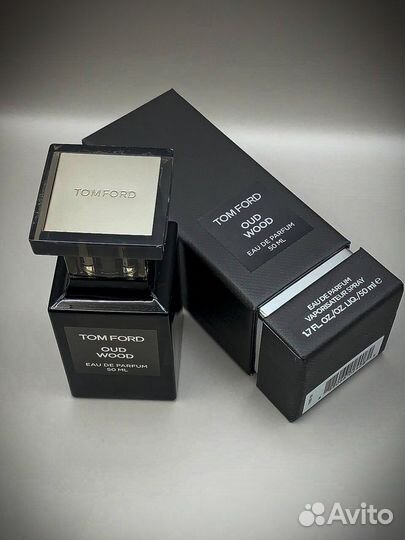 TOM FORD
TOM FORD
OUD
WOOD
EAU DE PARFUM
50 ML
TOM FORD
OUD
WOOD
EAU DE PARFUM
50 ML
EAU DE PARFUM
VAPORISATEUR SPRAY
1.7 FL. OZ./OZ. LIQ./50 ml e
Avito